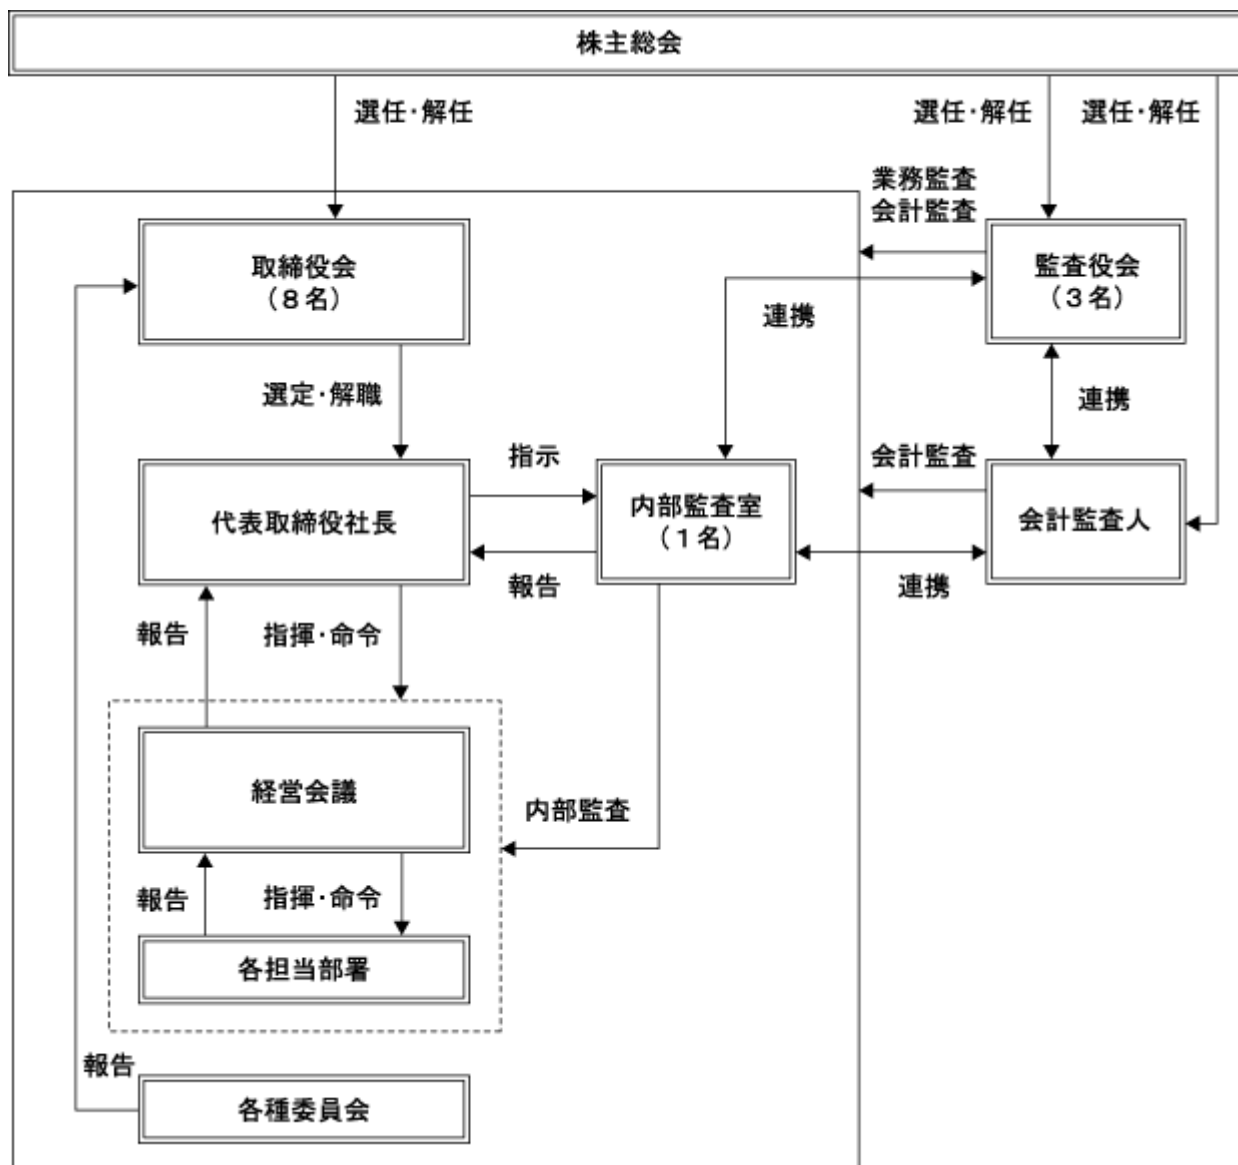 株主総会
選任・解任
選任・解任
選任・解任
業務監査
会計監査
取締役会
（８名）
監査役会
（３名）
連携
選定・解職
連携
指示
会計監査
代表取締役社長
内部監査室
（１名）
会計監査人
報告
連携
報告
指揮・命令
経営会議
内部監査
報告
指揮・命令
各担当部署
報告
各種委員会